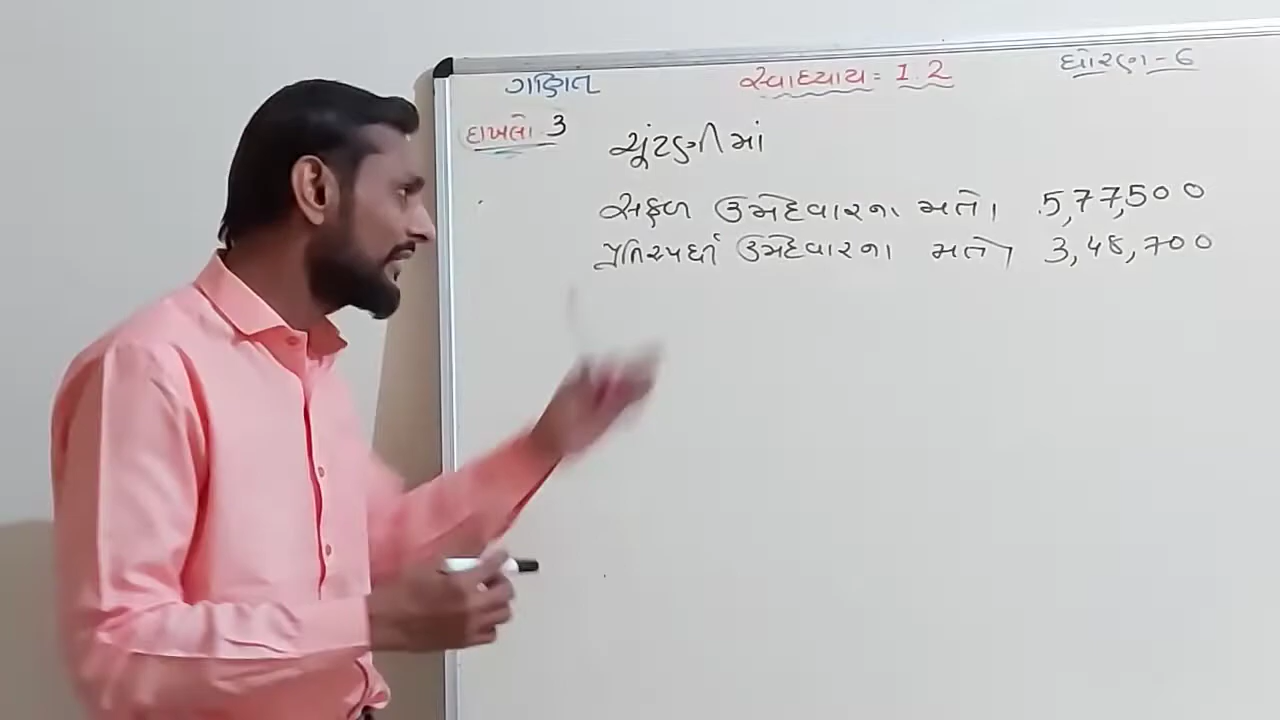 ગણિત સ્વાધ્યાય : 1.2 ધોરણ - 6
દાખલો 3
ચૂંટણીમાં
સફળ ઉમેદવારના મતો 5,77,500
પ્રતિસ્પર્ધી ઉમેદવારના મતો 3,48,700